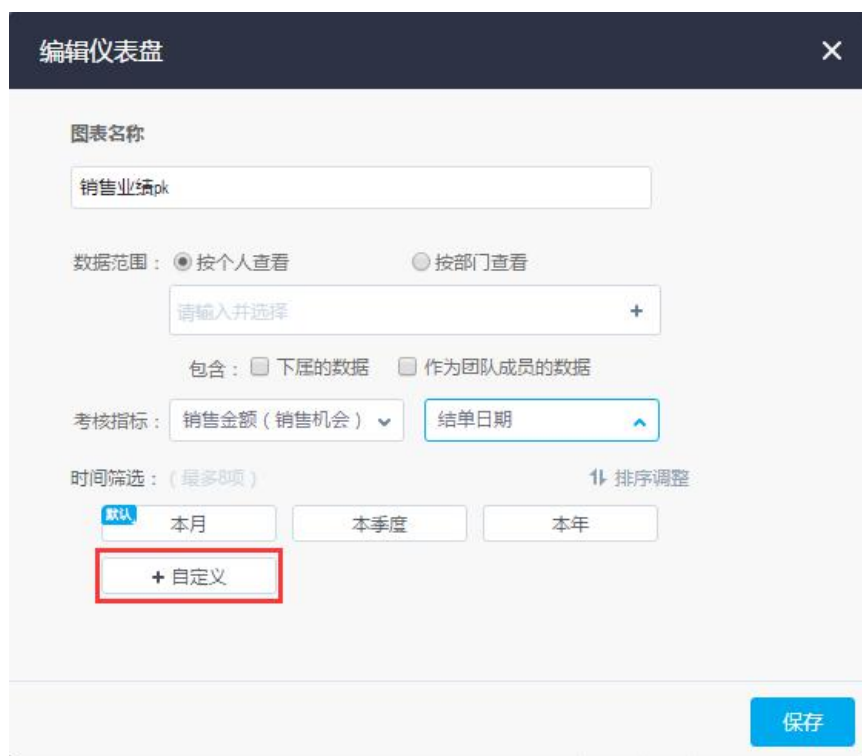 编辑仪表盘
图表名称
销售业绩pk
数据范围： 按个人查看 按部门查看
请输入并选择 +
包含： 下属的数据 作为团队成员的数据
考核指标： 销售金额（销售机会） 结单日期
时间筛选：（最多8项） 排序调整
默认 本月 本季度 本年
+ 自定义
保存